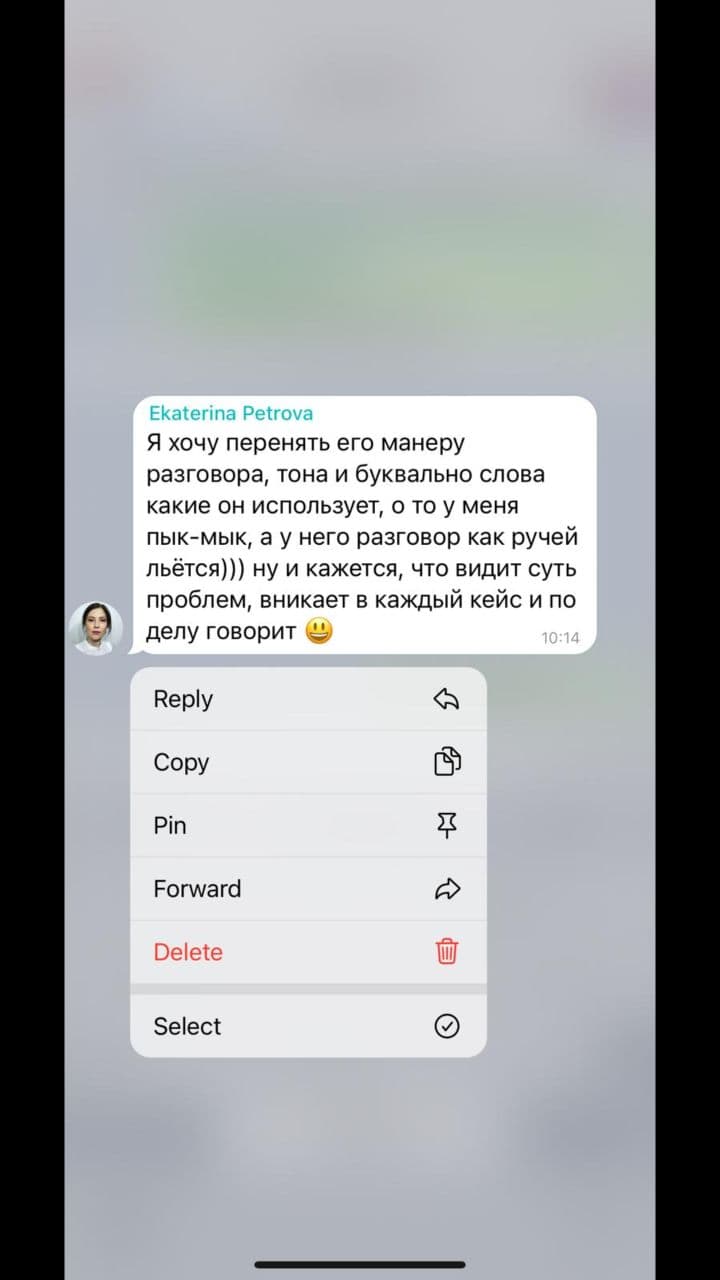 Ekaterina Petrova
Я хочу перенять его манеру
разговора, тона и буквально слова
какие он использует, о то у меня
пык-мык, а у него разговор как ручей
льётся))) ну и кажется, что видит суть
проблем, вникает в каждый кейс и по
делу говорит 😃
10:14
Reply
Copy
Pin
Forward
Delete
Select